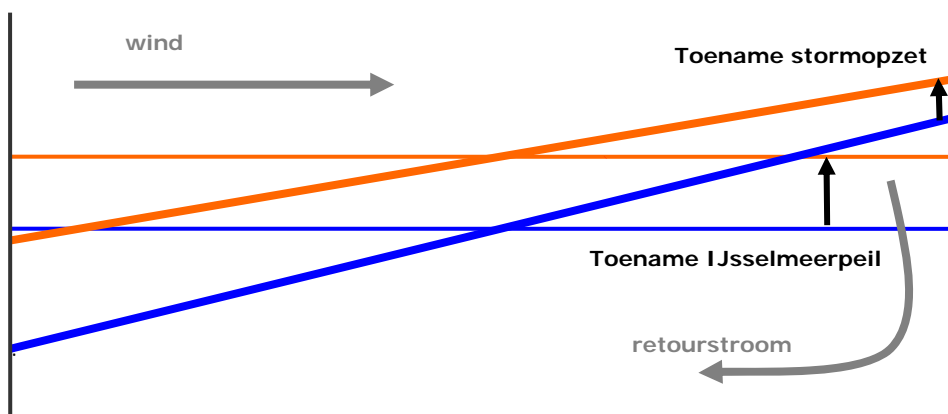 wind
Toename stormopzet
Toename IJsselmeerpeil
retourstroom